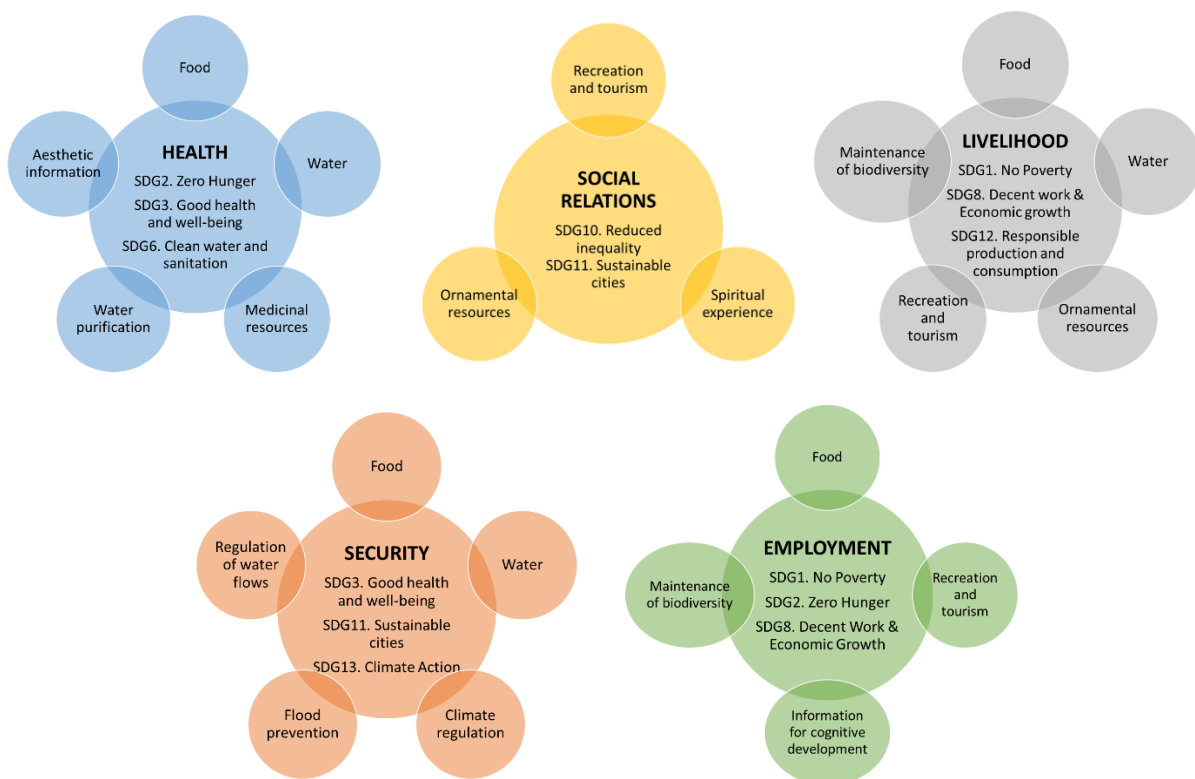 Food
Aesthetic
information
HEALTH
SDG2. Zero Hunger
SDG3. Good health
and well-being
SDG6. Clean water and
sanitation
Water
Water
purification
Medicinal
resources
Recreation
and tourism
SOCIAL
RELATIONS
SDG10. Reduced
inequality
SDG11. Sustainable
cities
Ornamental
resources
Spiritual
experience
Food
Maintenance
of biodiversity
LIVELIHOOD
SDG1. No Poverty
SDG8. Decent work &
Economic growth
SDG12. Responsible
production and
consumption
Water
Recreation
and
tourism
Ornamental
resources
Food
Regulation
of water
flows
SECURITY
SDG3. Good health
and well-being
SDG11. Sustainable
cities
SDG13. Climate Action
Water
Flood
prevention
Climate
regulation
Food
Maintenance
of biodiversity
EMPLOYMENT
SDG1. No Poverty
SDG2. Zero Hunger
SDG8. Decent Work &
Economic Growth
Recreation
and
tourism
Information
for cognitive
development